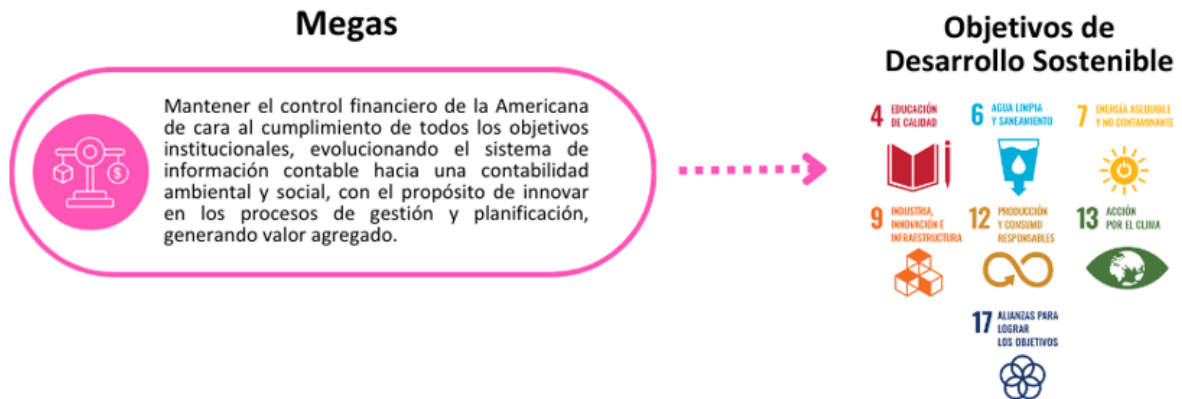 Megas
Mantener el control financiero de la Americana
de cara al cumplimiento de todos los objetivos
institucionales, evolucionando el sistema de
información contable hacia una contabilidad
ambiental y social, con el propósito de innovar
en los procesos de gestión y planificación,
generando valor agregado.
$
Objetivos de
Desarrollo Sostenible
4 EDUCACIÓN
DE CALIDAD
6 AGUA LIMPIA
Y SANEAMIENTO
7 ENERGÍA ASEQUIBLE
Y NO CONTAMINANTE
9 INDUSTRIA,
INNOVACIÓN E
INFRAESTRUCTURA
12 PRODUCCIÓN
Y CONSUMO
RESPONSABLES
13 ACCIÓN
POR EL CLIMA
17 ALIANZAS PARA
LOGRAR
LOS OBJETIVOS